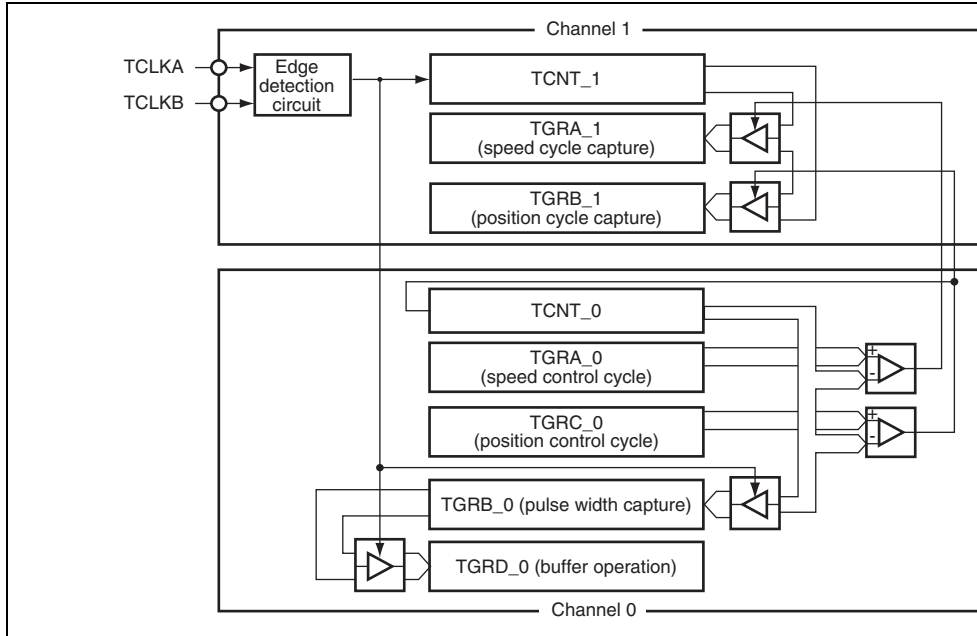 Channel 1
TCLKA
TCLKB
Edge
detection
circuit
TCNT_1
TGRA_1
(speed cycle capture)
TGRB_1
(position cycle capture)
TCNT_0
TGRA_0
(speed control cycle)
+
-
TGRC_0
(position control cycle)
+
-
TGRB_0 (pulse width capture)
TGRD_0 (buffer operation)
Channel 0